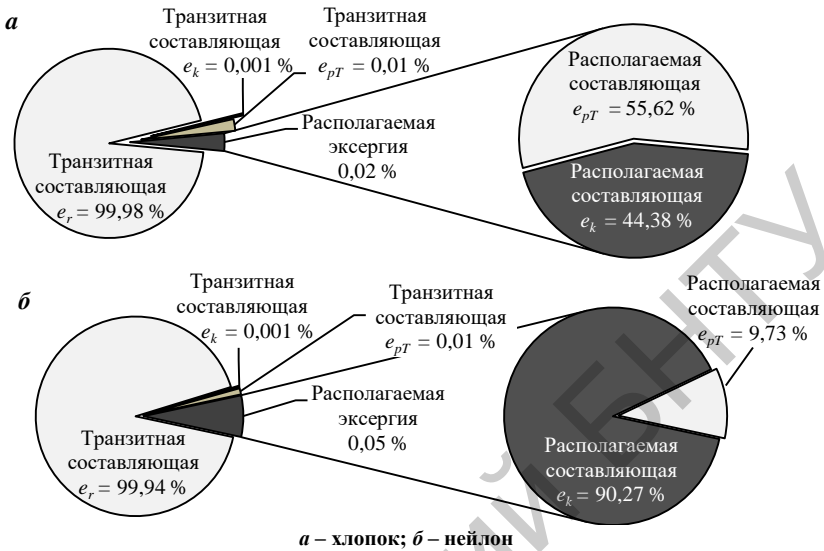 а
Транзитная
составляющая
e_k = 0,001 %
Транзитная
составляющая
e_pT = 0,01 %
Располагаемая
эксергия
0,02 %
Транзитная
составляющая
e_r = 99,98 %
Располагаемая
составляющая
e_pT = 55,62 %
Располагаемая
составляющая
e_k = 44,38 %
б
Транзитная
составляющая
e_k = 0,001 %
Транзитная
составляющая
e_pT = 0,01 %
Располагаемая
эксергия
0,05 %
Транзитная
составляющая
e_r = 99,94 %
Располагаемая
составляющая
e_pT = 9,73 %
Располагаемая
составляющая
e_k = 90,27 %
а – хлопок; б – нейлон
БНТУ